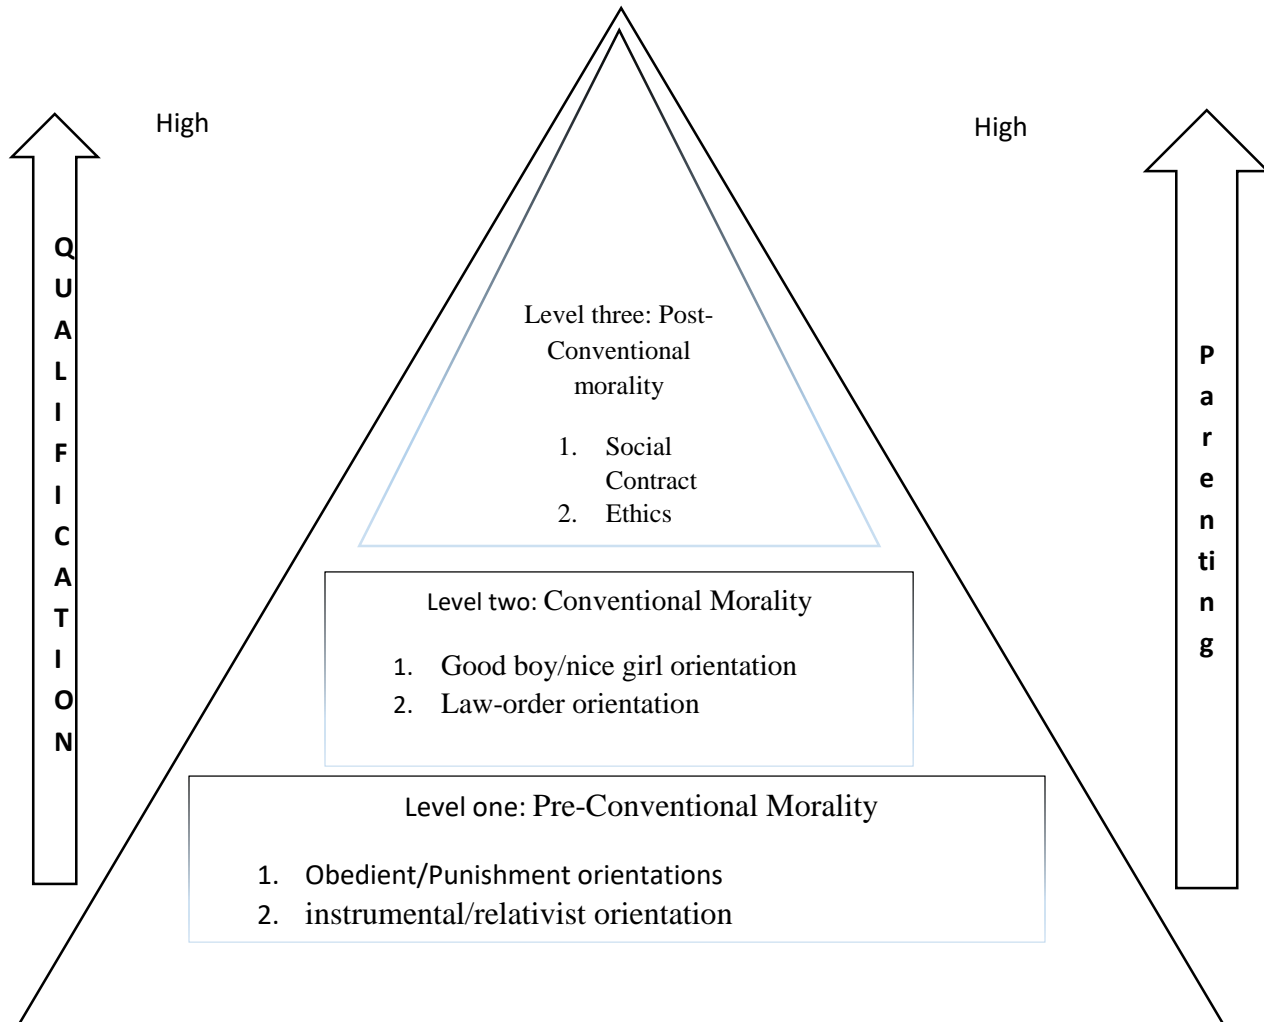 High
High
QUALIFICATION
Parenting
Level three: Post-
Conventional
morality
1. Social
Contract
2. Ethics
Level two: Conventional Morality
1. Good boy/nice girl orientation
2. Law-order orientation
Level one: Pre-Conventional Morality
1. Obedient/Punishment orientations
2. instrumental/relativist orientation